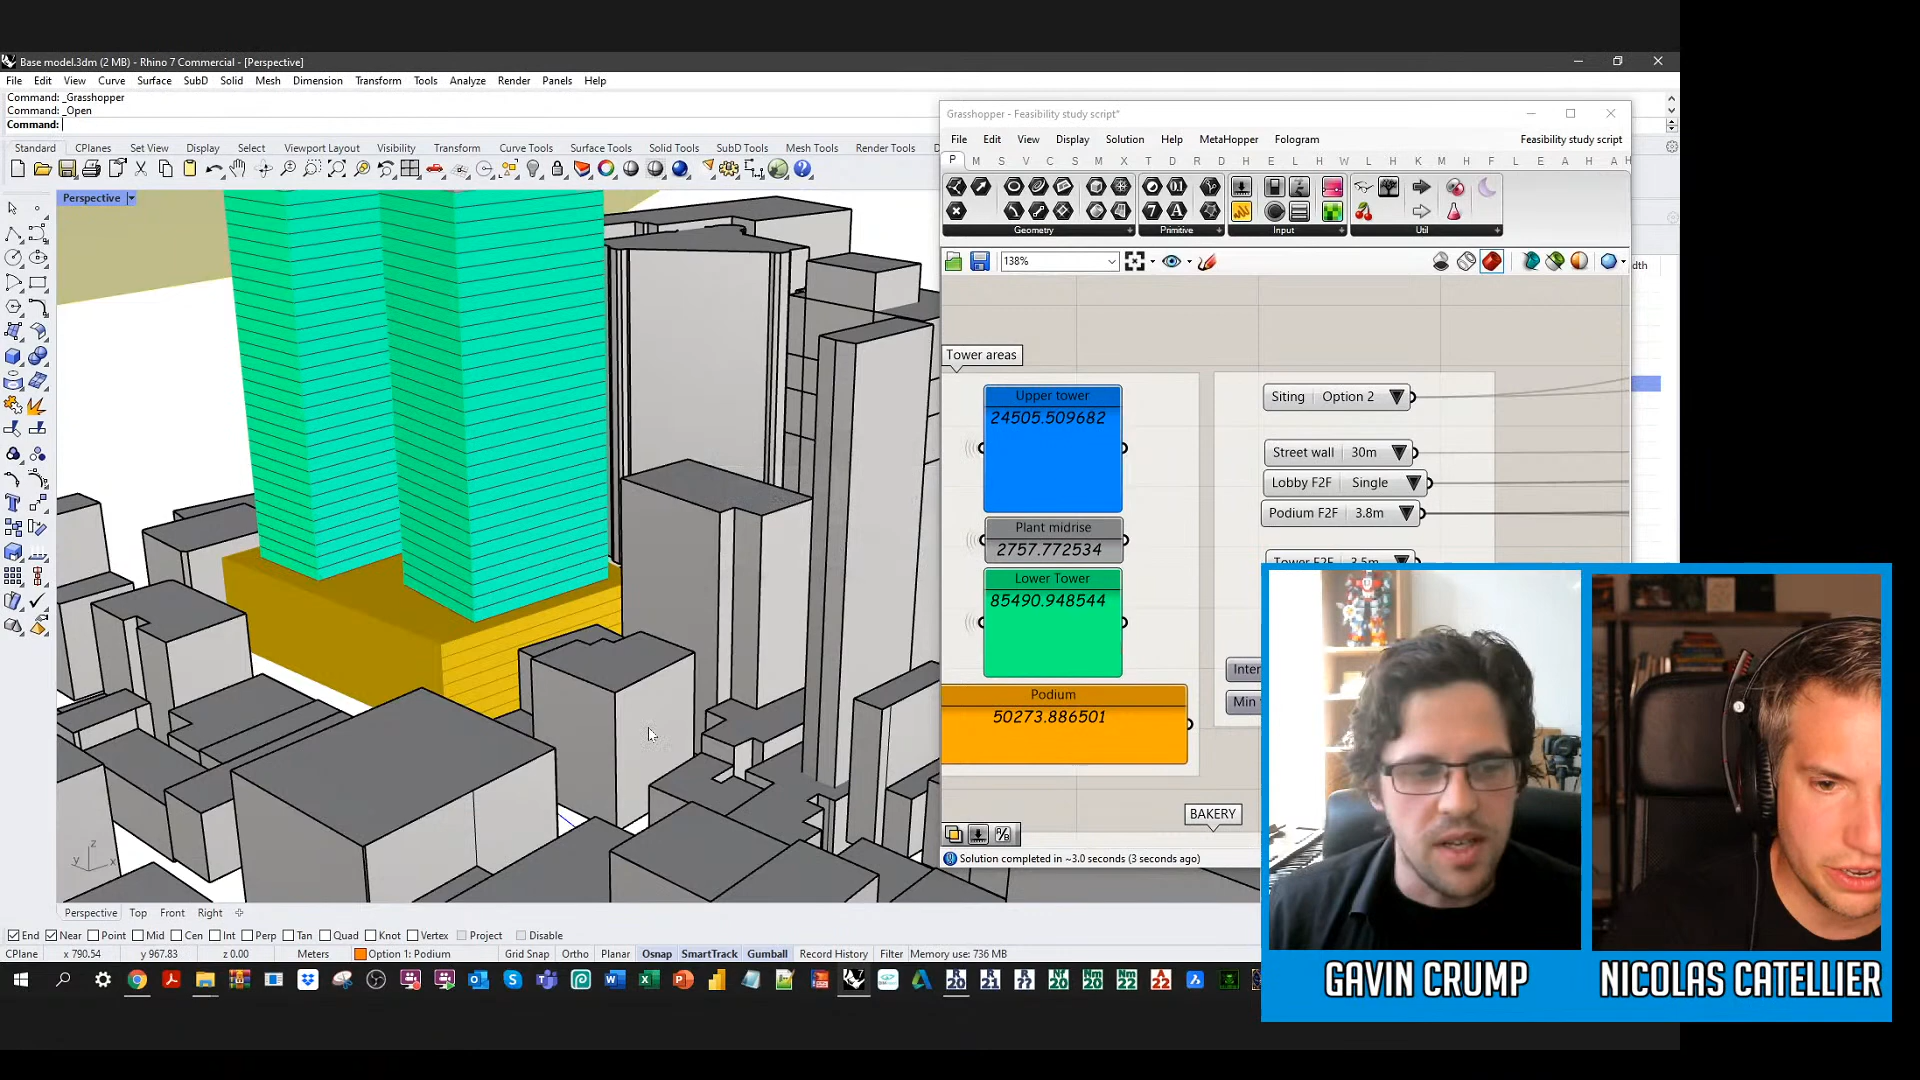 Base model.3dm (2 MB) - Rhino 7 Commercial - [Perspective]
File Edit View Curve Surface SubD Solid Mesh Dimension Transform Tools Analyze Render Panels Help
Command: _Grasshopper
Command: _Open
Command:
Standard CPlanes Set View Display Select Viewport Layout Visibility Transform Curve Tools Surface Tools Solid Tools SubD Tools Mesh Tools Render Tools D
Perspective
Grasshopper - Feasibility study script*
File Edit View Display Solution Help MetaHopper Fologram Feasibility study script
P M S V C S M X T D R D H E L H W L K M H F L E A H
Geometry Primitive Input Util
138%
dth
Tower areas
Upper tower
24505.509682
Plant midrise
2757.772534
Lower Tower
85490.948544
Podium
50273.886501
Siting Option 2
Street wall 30m
Lobby F2F Single
Podium F2F 3.8m
Tower F2F 3.5m
Inter
Min
BAKERY
Solution completed in ~3.0 seconds (3 seconds ago)
z
y x
Perspective Top Front Right
End Near Point Mid Cen Int Perp Tan Quad Knot Vertex Project Disable
CPlane x 790.54 y 967.83 z 0.00 Meters Option 1: Podium Grid Snap Ortho Planar Osnap SmartTrack Gumball Record History Filter Memory use: 736 MB
GAVIN CRUMP
NICOLAS CATELLIER